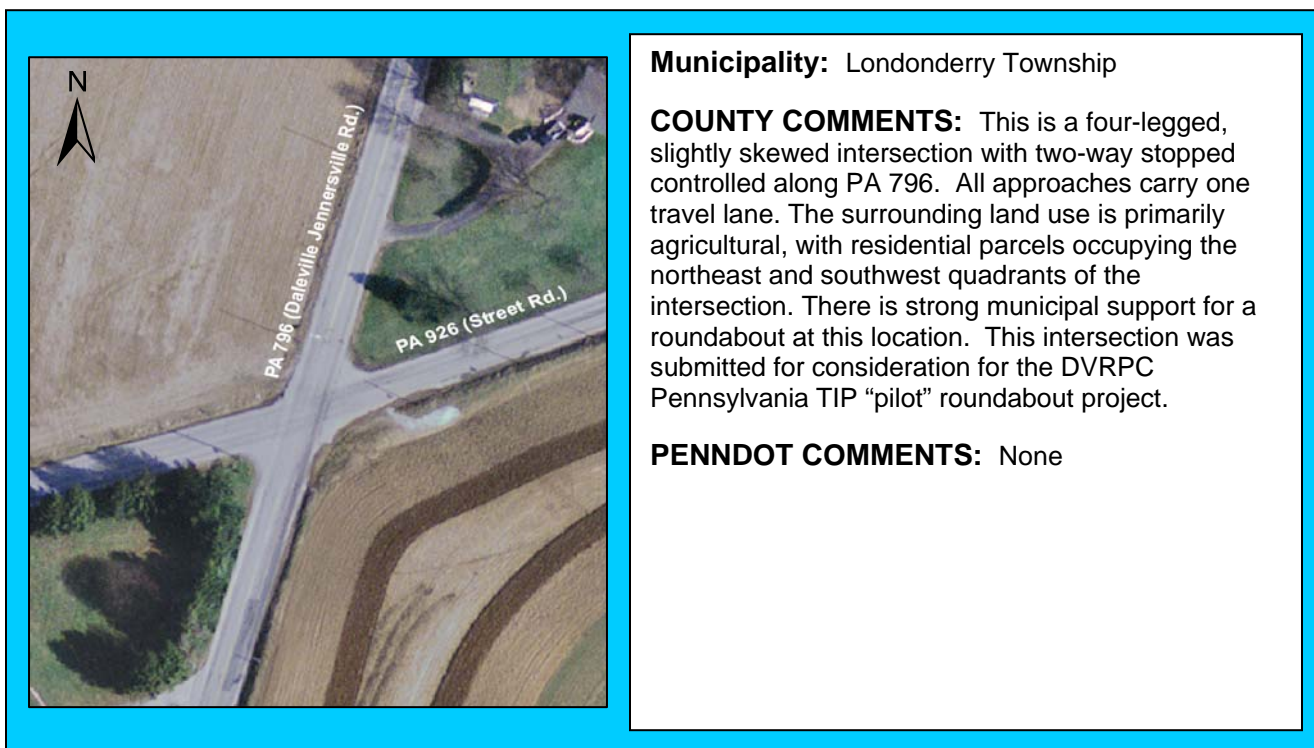 N
PA 796 (Daleville Jennersville Rd.)
PA 926 (Street Rd.)
Municipality: Londonderry Township
COUNTY COMMENTS: This is a four-legged,
slightly skewed intersection with two-way stopped
controlled along PA 796. All approaches carry one
travel lane. The surrounding land use is primarily
agricultural, with residential parcels occupying the
northeast and southwest quadrants of the
intersection. There is strong municipal support for a
roundabout at this location. This intersection was
submitted for consideration for the DVRPC
Pennsylvania TIP “pilot” roundabout project.
PENNDOT COMMENTS: None